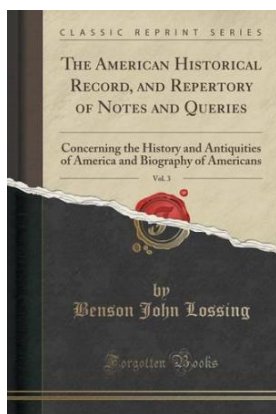 CLASSIC REPRINT SERIES
THE AMERICAN HISTORICAL
RECORD, AND REPERTORY
OF NOTES AND QUERIES
Concerning the History and Antiquities
of America and Biography of Americans
Vol. 3
F
by
Benson John Lossing
Forgotten Books